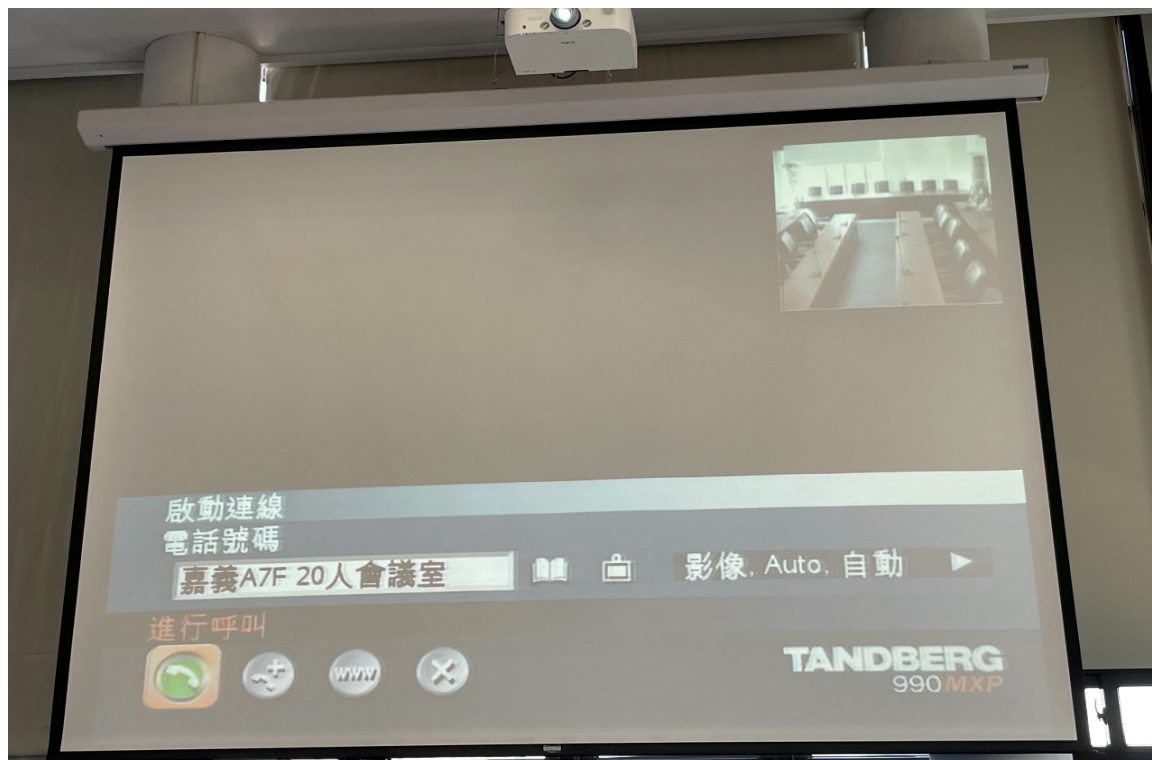 啟動連線
電話號碼
嘉義A7F 20人會議室
影像, Auto, 自動
進行呼叫
WWW
TANDBERG
990 MXP